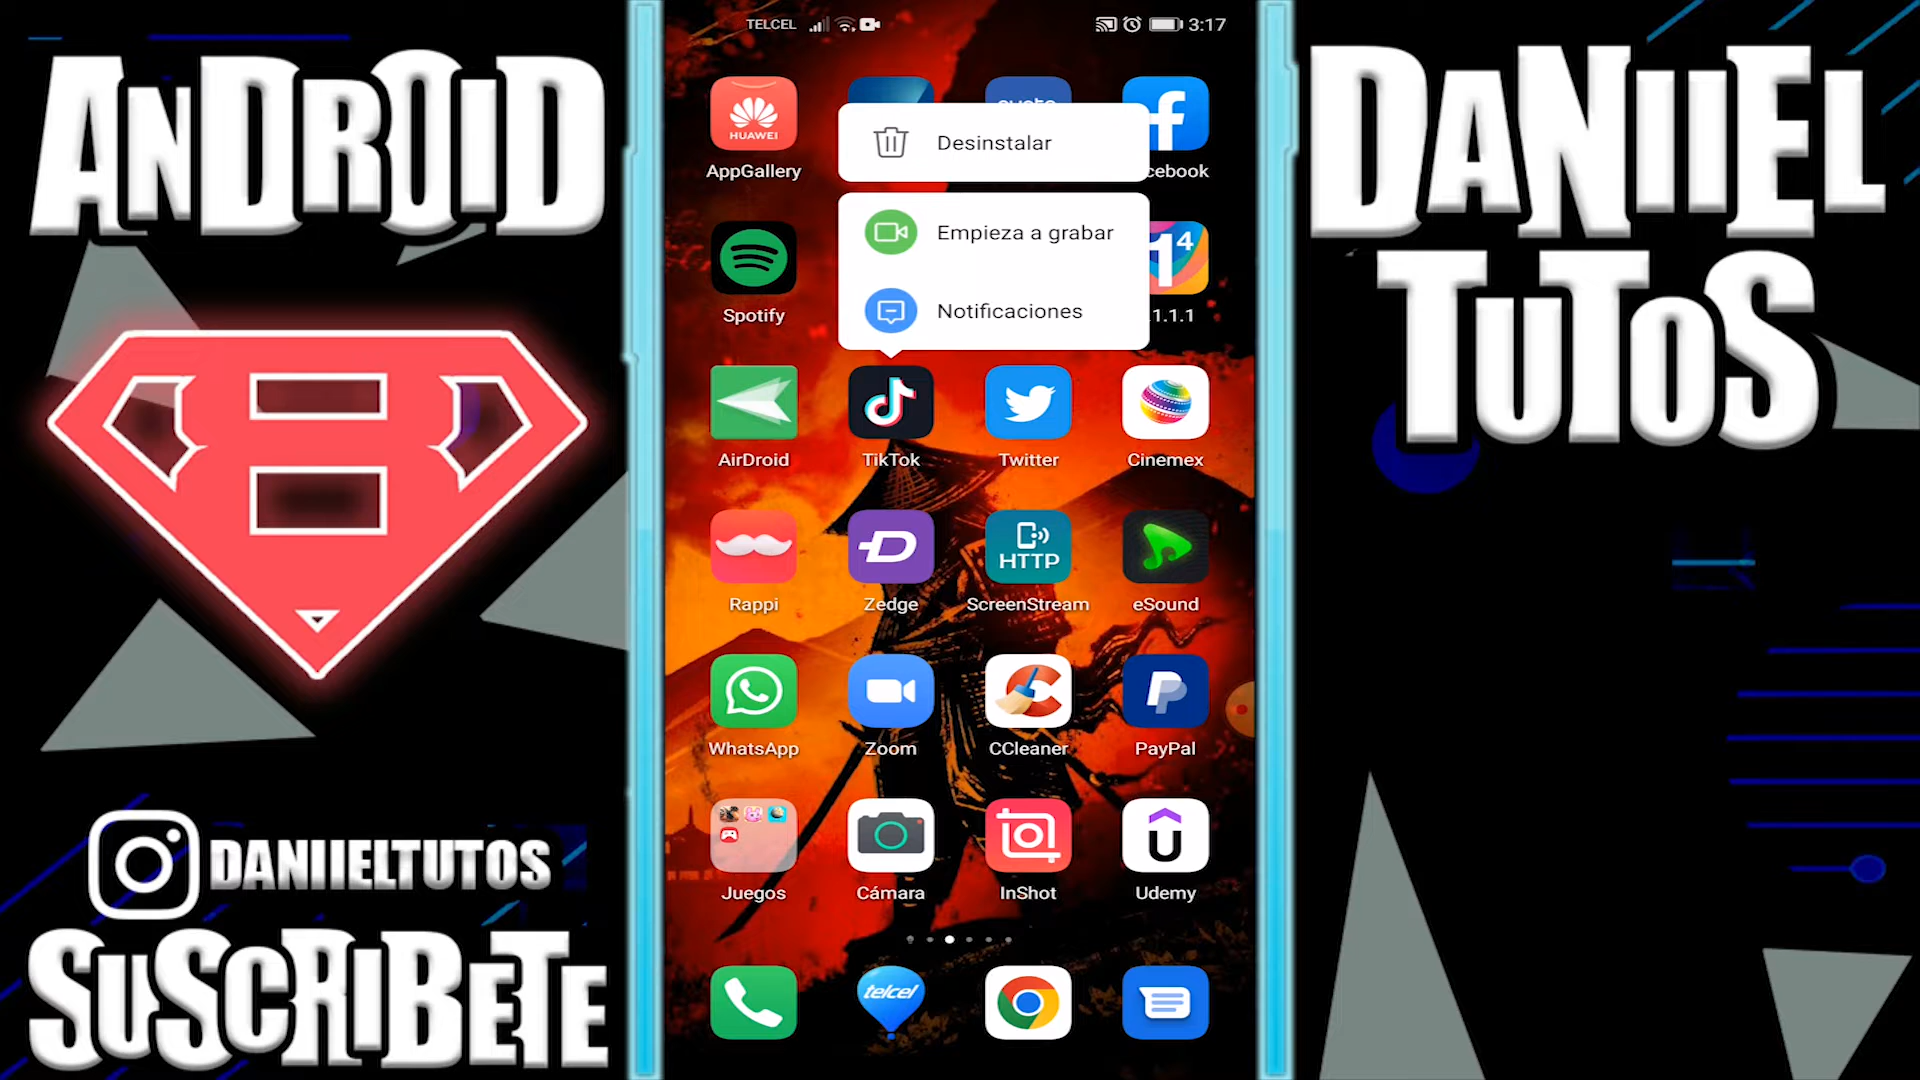 ANDROID
DANIIEL
TUTOS
DANIIELTUTOS
SUSCRIBETE
TELCEL
3:17
HUAWEI
AppGallery
Desinstalar
cebook
Empieza a grabar
Notificaciones
Spotify
1⁴
1.1.1
AirDroid
TikTok
Twitter
Cinemex
HTTP
Rappi
Zedge
ScreenStream
eSound
WhatsApp
Zoom
CCleaner
PayPal
Juegos
Cámara
InShot
Udemy
telcel